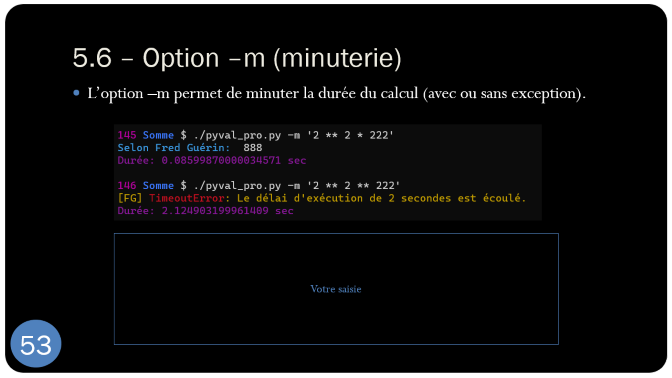 5.6 – Option –m (minuterie)
L’option –m permet de minuter la durée du calcul (avec ou sans exception).
145 Somme $ ./pyval_pro.py -m '2 ** 2 * 222'
Selon Fred Guérin:  888
Durée: 0.08599870000034571 sec
146 Somme $ ./pyval_pro.py -m '2 ** 2 ** 222'
[FG] TimeoutError: Le délai d'exécution de 2 secondes est écoulé.
Durée: 2.124903199961409 sec
Votre saisie
53